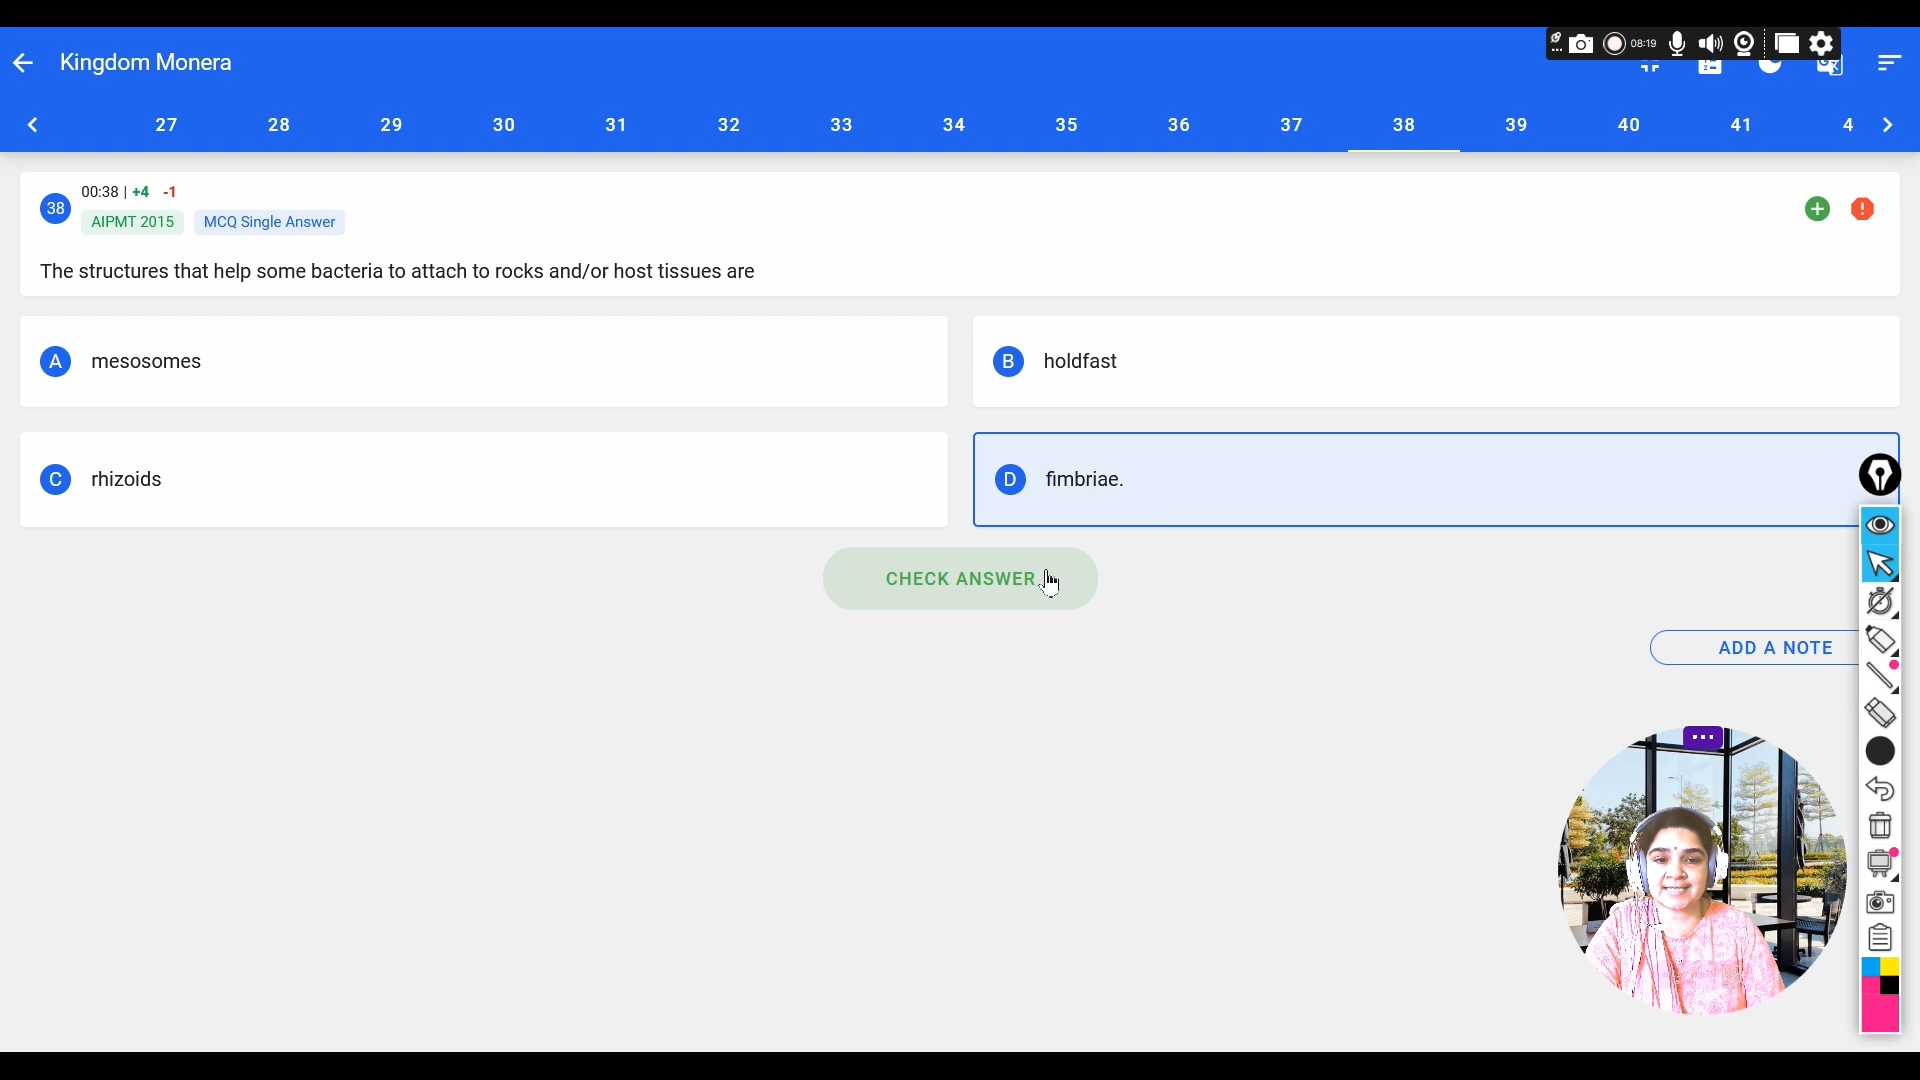 Kingdom Monera
08:19
27 28 29 30 31 32 33 34 35 36 37 38 39 40 41 4
38
00:38 | +4 -1
AIPMT 2015 MCQ Single Answer
The structures that help some bacteria to attach to rocks and/or host tissues are
A mesosomes
B holdfast
C rhizoids
D fimbriae.
CHECK ANSWER
ADD A NOTE